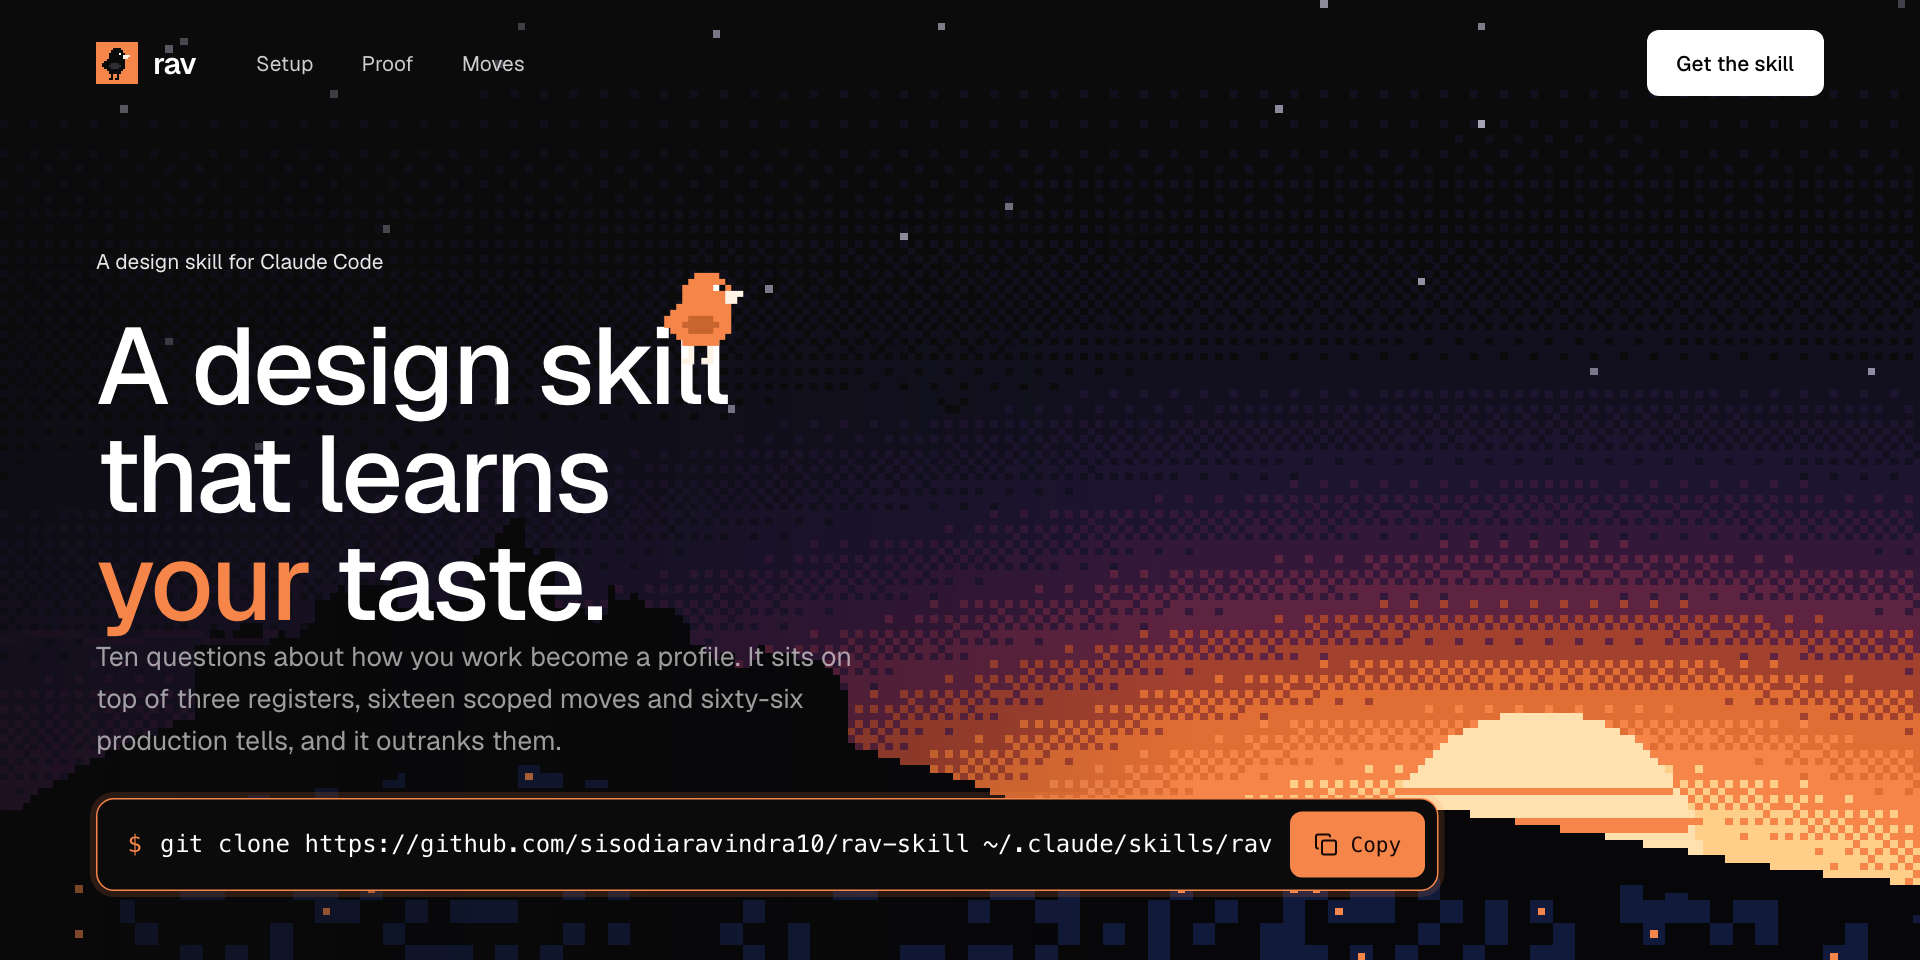 rav
Setup
Proof
Moves
Get the skill
A design skill for Claude Code
A design skill
that learns
your taste.
Ten questions about how you work become a profile. It sits on
top of three registers, sixteen scoped moves and sixty-six
production tells, and it outranks them.
$ git clone https://github.com/sisodiaravindra10/rav-skill ~/.claude/skills/rav
Copy